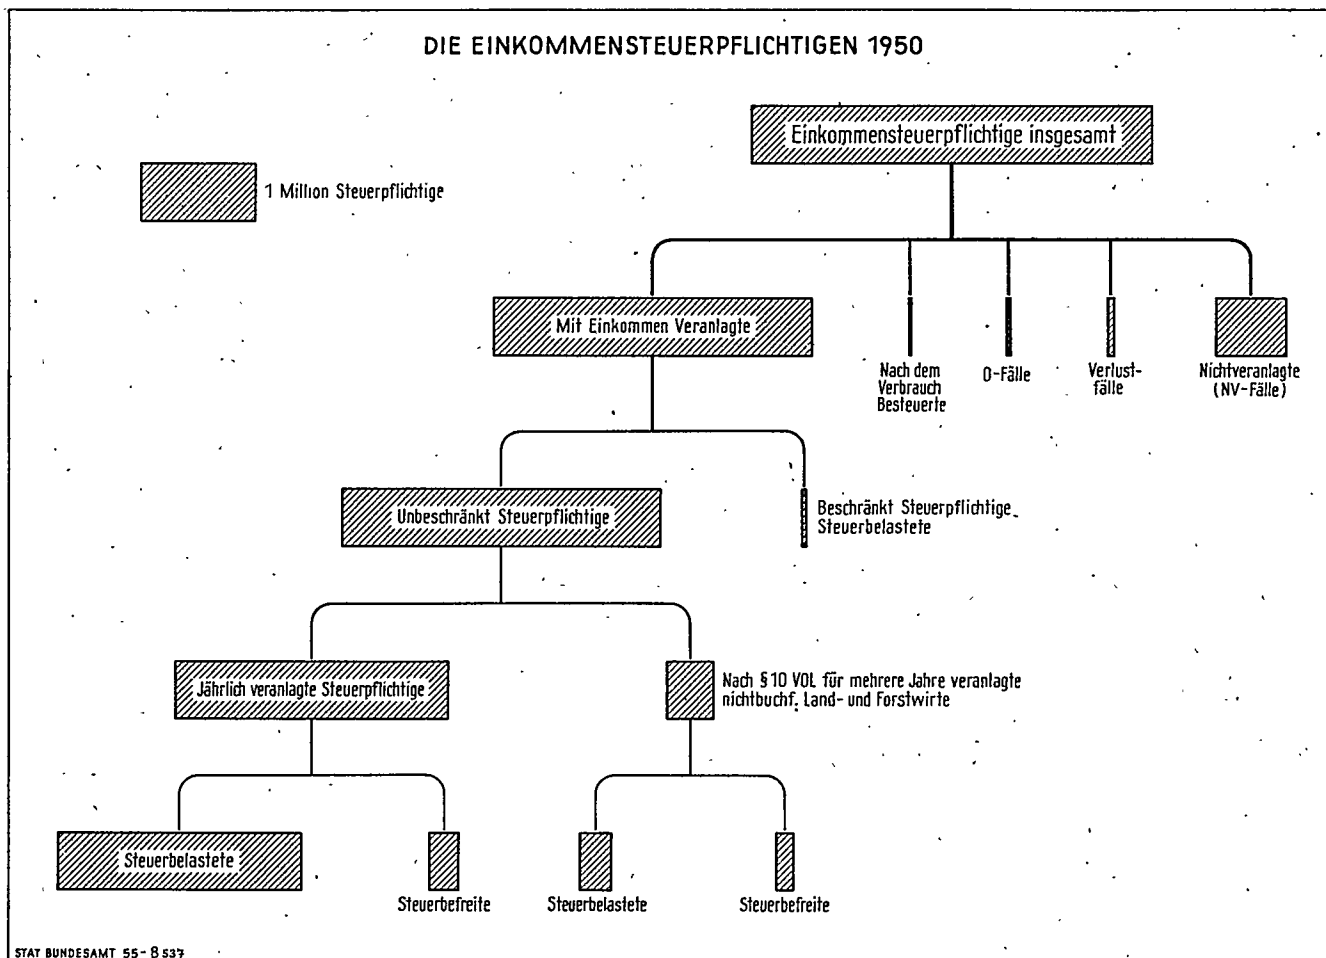 DIE EINKOMMENSTEUERPFLICHTIGEN 1950
Einkommensteuerpflichtige insgesamt
1 Million Steuerpflichtige
Mit Einkommen Veranlagte
Nach dem
Verbrauch
Besteuerte
0-Fälle
Verlust-
fälle
Nichtveranlagte
(NV-Fälle)
Unbeschränkt Steuerpflichtige
Beschränkt Steuerpflichtige
Steuerbelastete
Jährlich veranlagte Steuerpflichtige
Nach § 10 VOL für mehrere Jahre veranlagte
nichtbuchf. Land- und Forstwirte
Steuerbelastete
Steuerbefreite
Steuerbelastete
Steuerbefreite
STAT BUNDESAMT 55-8537